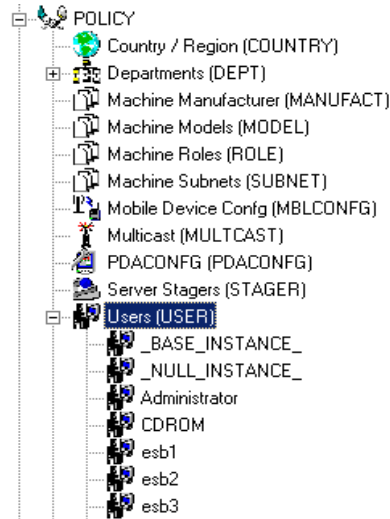 POLICY
Country / Region (COUNTRY)
Departments (DEPT)
Machine Manufacturer (MANUFACT)
Machine Models (MODEL)
Machine Roles (ROLE)
Machine Subnets (SUBNET)
Mobile Device Confg (MBLCONFG)
Multicast (MULTCAST)
PDACONFG (PDACONFG)
Server Stagers (STAGER)
Users (USER)
_BASE_INSTANCE_
_NULL_INSTANCE_
Administrator
CDROM
esb1
esb2
esb3